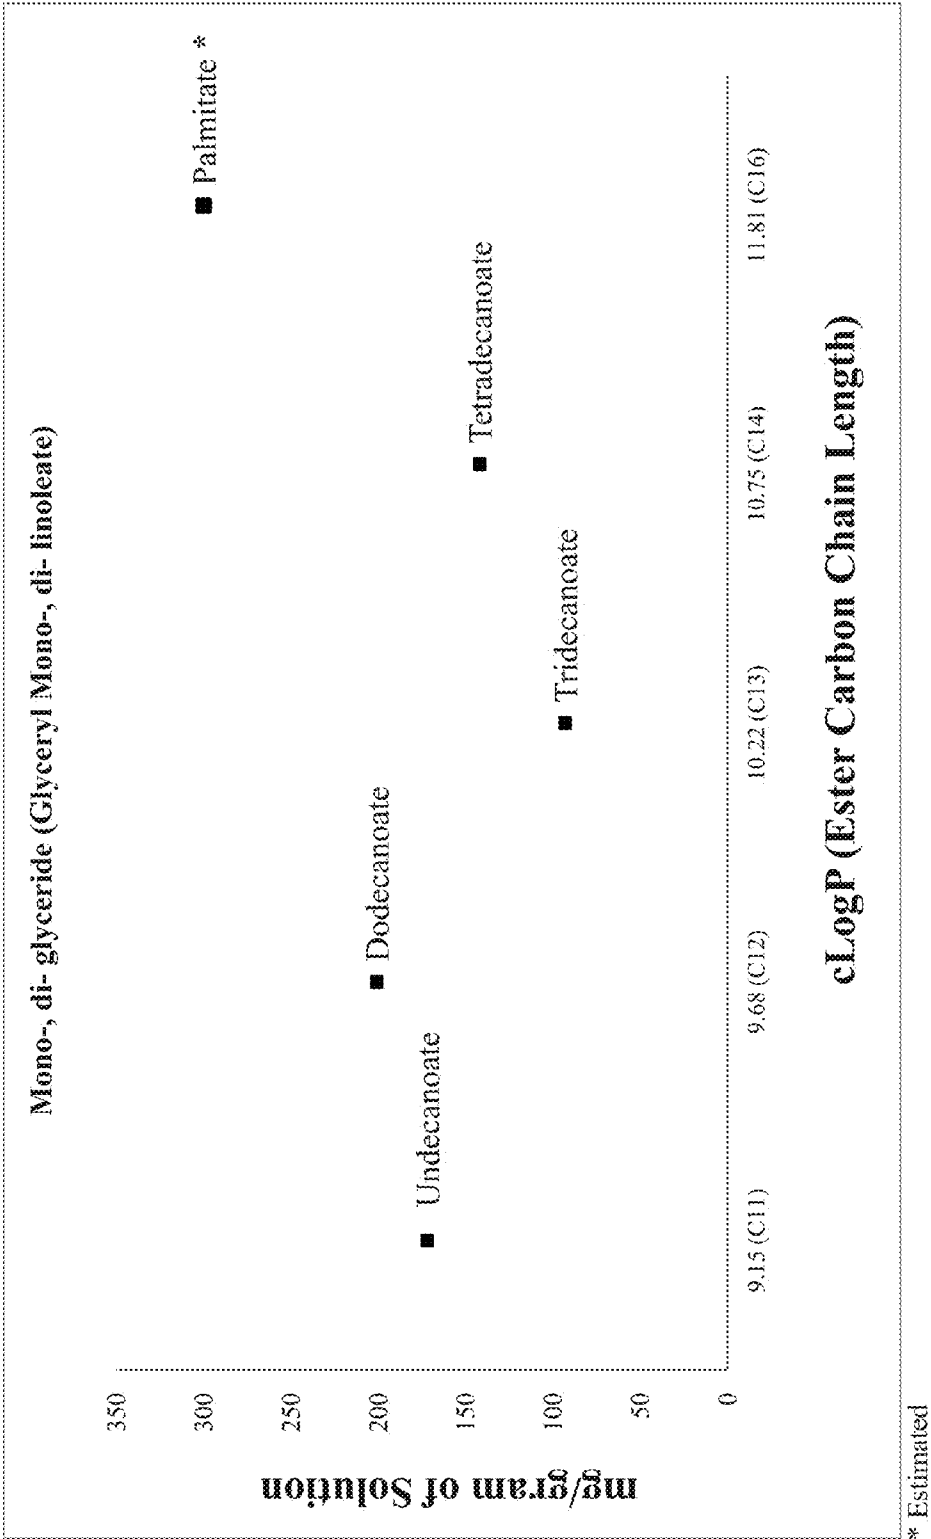 Mono-, di- glyceride (Glyceryl Mono-, di- linoleate)
mg/gram of Solution
350
300
250
200
150
100
50
0
Undecanoate
Dodecanoate
Tridecanoate
Tetradecanoate
Palmitate *
9.15 (C11)
9.68 (C12)
10.22 (C13)
10.75 (C14)
11.81 (C16)
cLogP (Ester Carbon Chain Length)
* Estimated